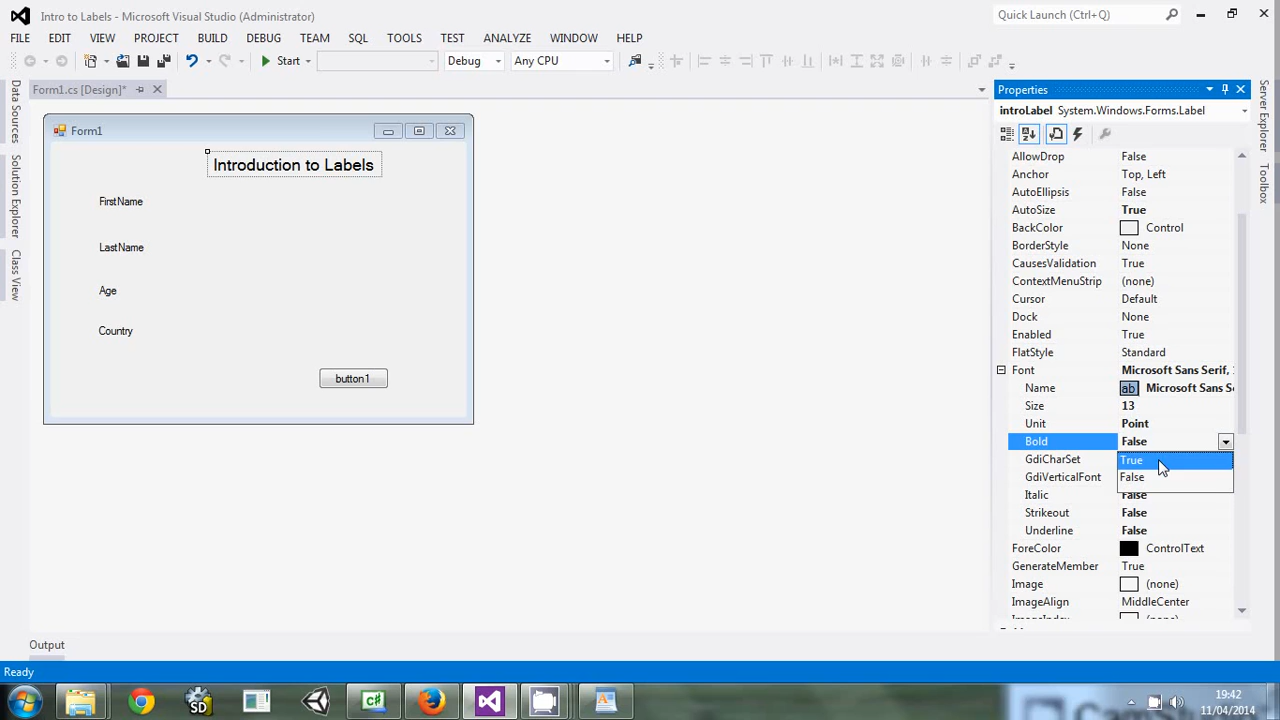 Intro to Labels - Microsoft Visual Studio (Administrator)
Quick Launch (Ctrl+Q)
FILE EDIT VIEW PROJECT BUILD DEBUG TEAM SQL TOOLS TEST ANALYZE WINDOW HELP
Start Debug Any CPU
Data Sources
Solution Explorer
Class View
Form1.cs [Design]*
Form1
Introduction to Labels
FirstName
LastName
Age
Country
button1
Properties
introLabel System.Windows.Forms.Label
AllowDrop False
Anchor Top, Left
AutoEllipsis False
AutoSize True
BackColor Control
BorderStyle None
CausesValidation True
ContextMenuStrip (none)
Cursor Default
Dock None
Enabled True
FlatStyle Standard
Font Microsoft Sans Serif,
Name ab Microsoft Sans
Size 13
Unit Point
Bold False
GdiCharSet True
GdiVerticalFont False
Italic False
Strikeout False
Underline False
ForeColor ControlText
GenerateMember True
Image (none)
ImageAlign MiddleCenter
Server Explorer
Toolbox
Output
Ready
SD
C#
19:42
11/04/2014